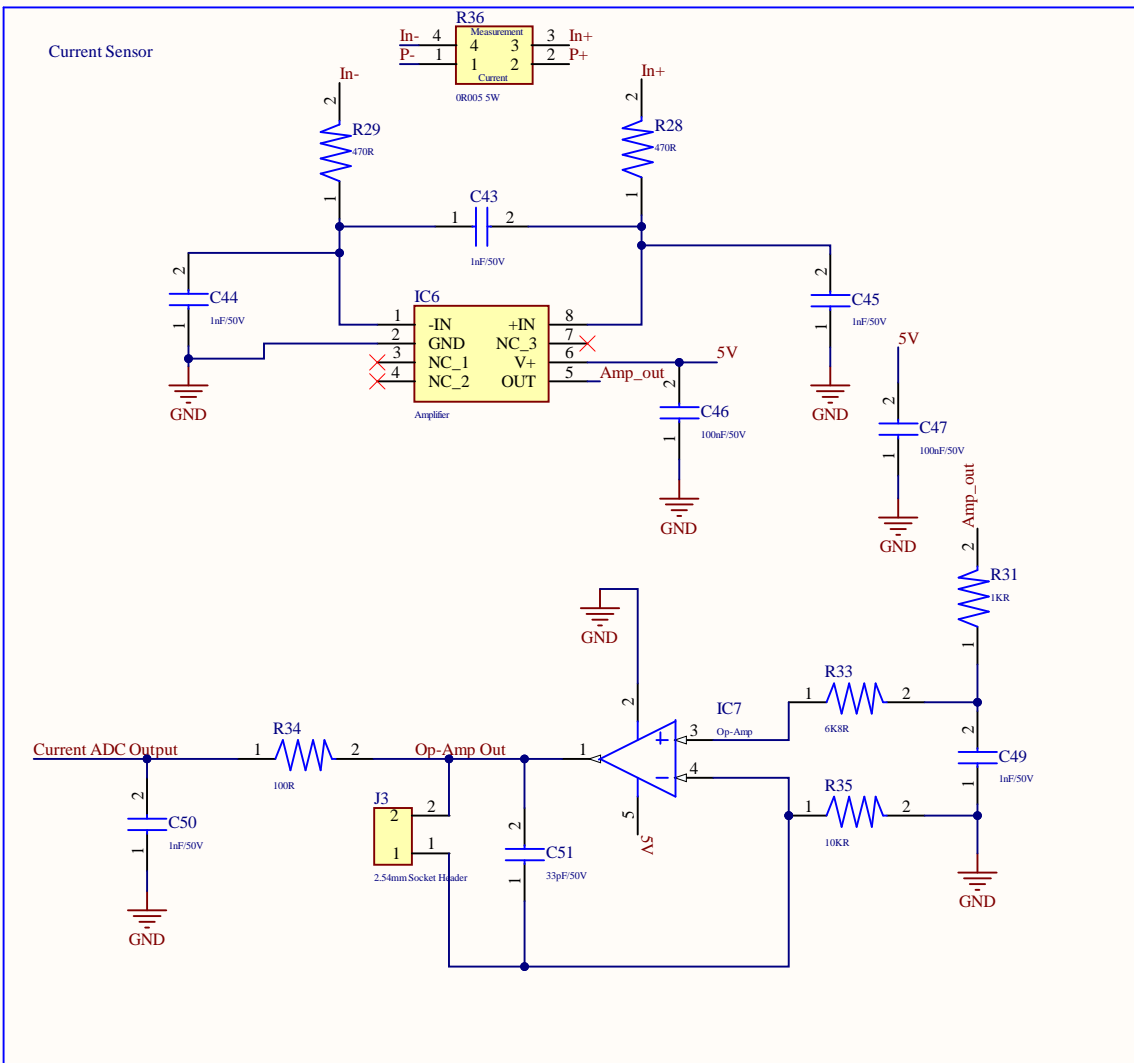 Current Sensor
R36
Measurement
In- 4 4 3 3 In+
P- 1 1 2 2 P+
Current
0R005 5W
In-
2
R29
470R
1
In+
2
R28
470R
1
C43
1 2
1nF/50V
2
C44
1nF/50V
1
GND
2
C45
1nF/50V
1
GND
IC6
1 -IN +IN 8
2 GND NC_3 7
3 NC_1 V+ 6
4 NC_2 OUT 5
Amplifier
5V
Amp_out
2
C46
100nF/50V
1
GND
5V
2
C47
100nF/50V
1
GND
Amp_out
2
R31
1KR
1
GND
2
IC7
Op-Amp
3
4
1
5
5V
R33
1 2
6K8R
2
C49
1nF/50V
1
R35
1 2
10KR
GND
Current ADC Output
R34
1 2
100R
Op-Amp Out
2
C50
1nF/50V
1
GND
J3
2 2
1 1
2.54mm Socket Header
2
C51
33pF/50V
1